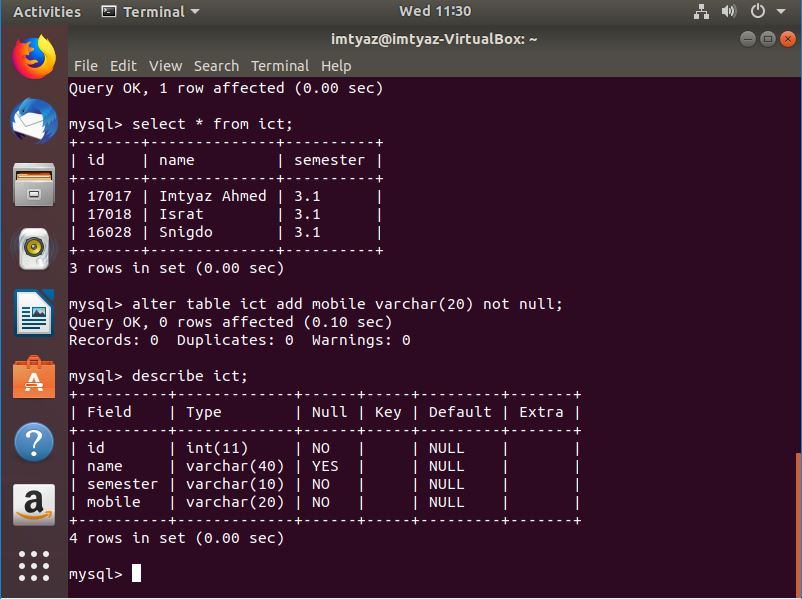 Activities Terminal Wed 11:30
imtyaz@imtyaz-VirtualBox: ~
File Edit View Search Terminal Help
Query OK, 1 row affected (0.00 sec)
mysql> select * from ict;
+-------+--------------+----------+
| id    | name         | semester |
+-------+--------------+----------+
| 17017 | Imtyaz Ahmed | 3.1      |
| 17018 | Israt        | 3.1      |
| 16028 | Snigdo       | 3.1      |
+-------+--------------+----------+
3 rows in set (0.00 sec)
mysql> alter table ict add mobile varchar(20) not null;
Query OK, 0 rows affected (0.10 sec)
Records: 0  Duplicates: 0  Warnings: 0
mysql> describe ict;
+----------+-------------+------+-----+---------+-------+
| Field    | Type        | Null | Key | Default | Extra |
+----------+-------------+------+-----+---------+-------+
| id       | int(11)     | NO   |     | NULL    |       |
| name     | varchar(40) | YES  |     | NULL    |       |
| semester | varchar(10) | NO   |     | NULL    |       |
| mobile   | varchar(20) | NO   |     | NULL    |       |
+----------+-------------+------+-----+---------+-------+
4 rows in set (0.00 sec)
mysql>